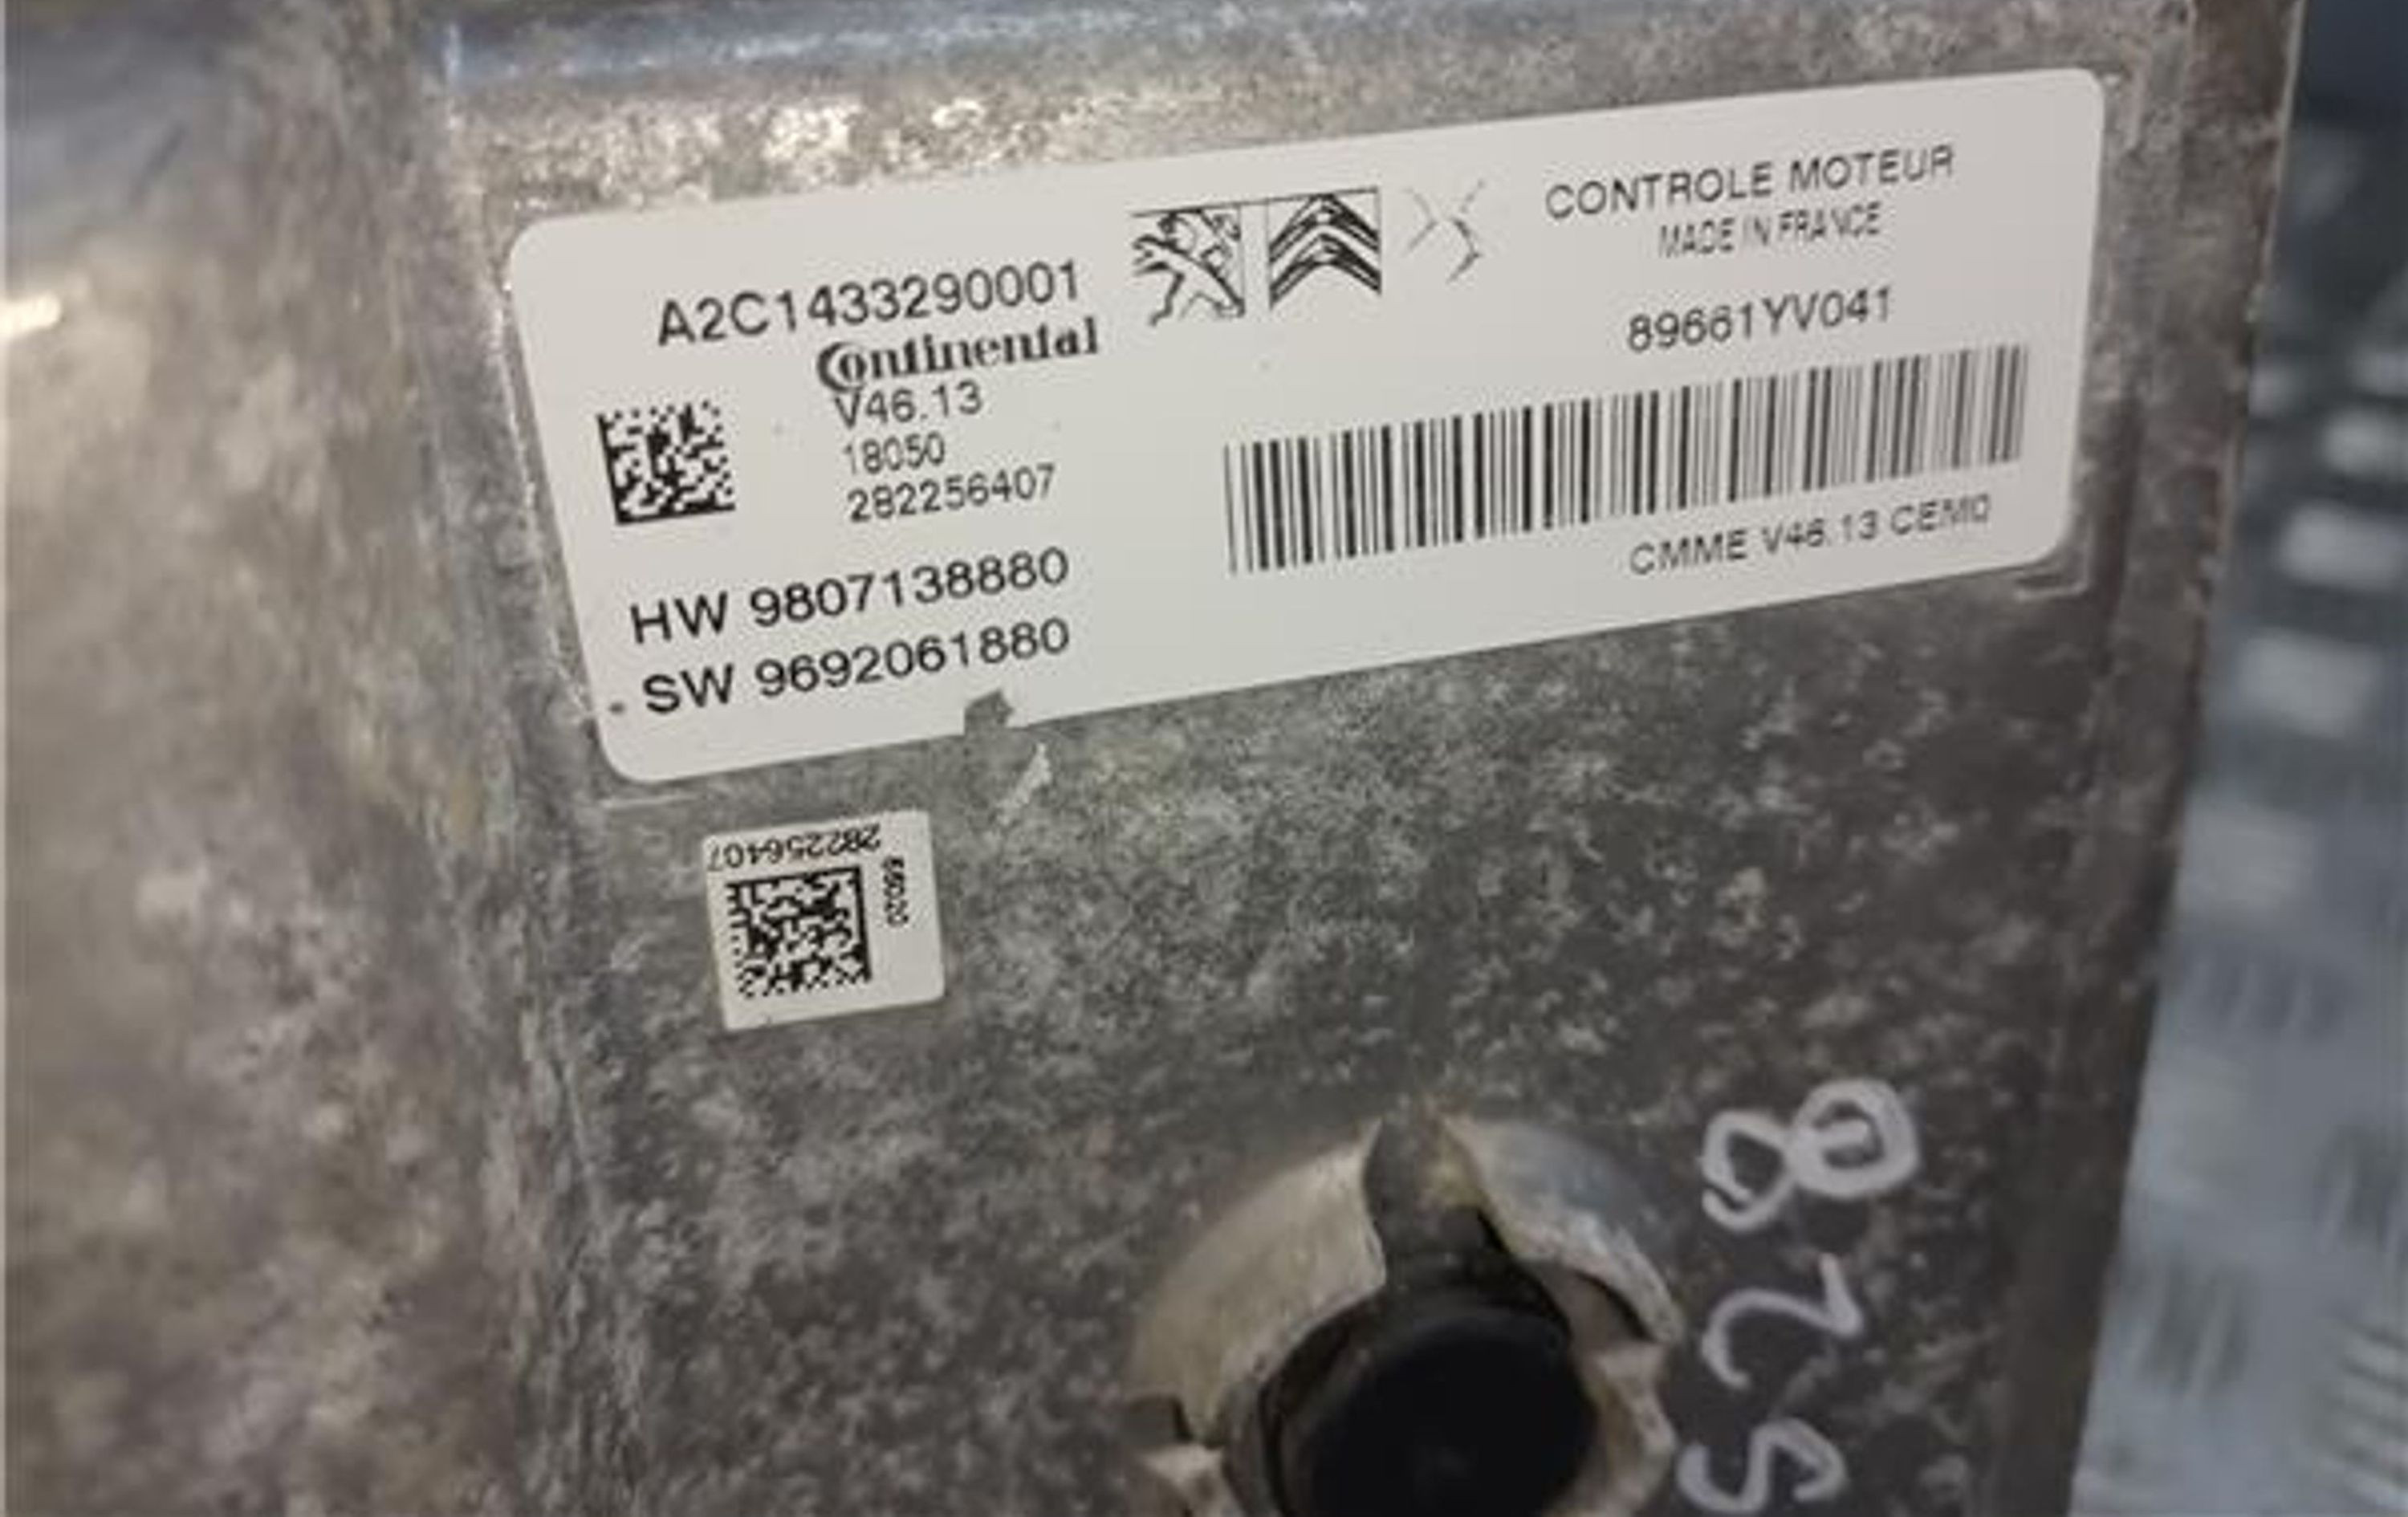 A2C1433290001
Continental
V46.13
18050
282256407
HW 9807138880
SW 9692061880
CONTROLE MOTEUR
MADE IN FRANCE
89661YV041
CMME V46.13 CEM0
282256407